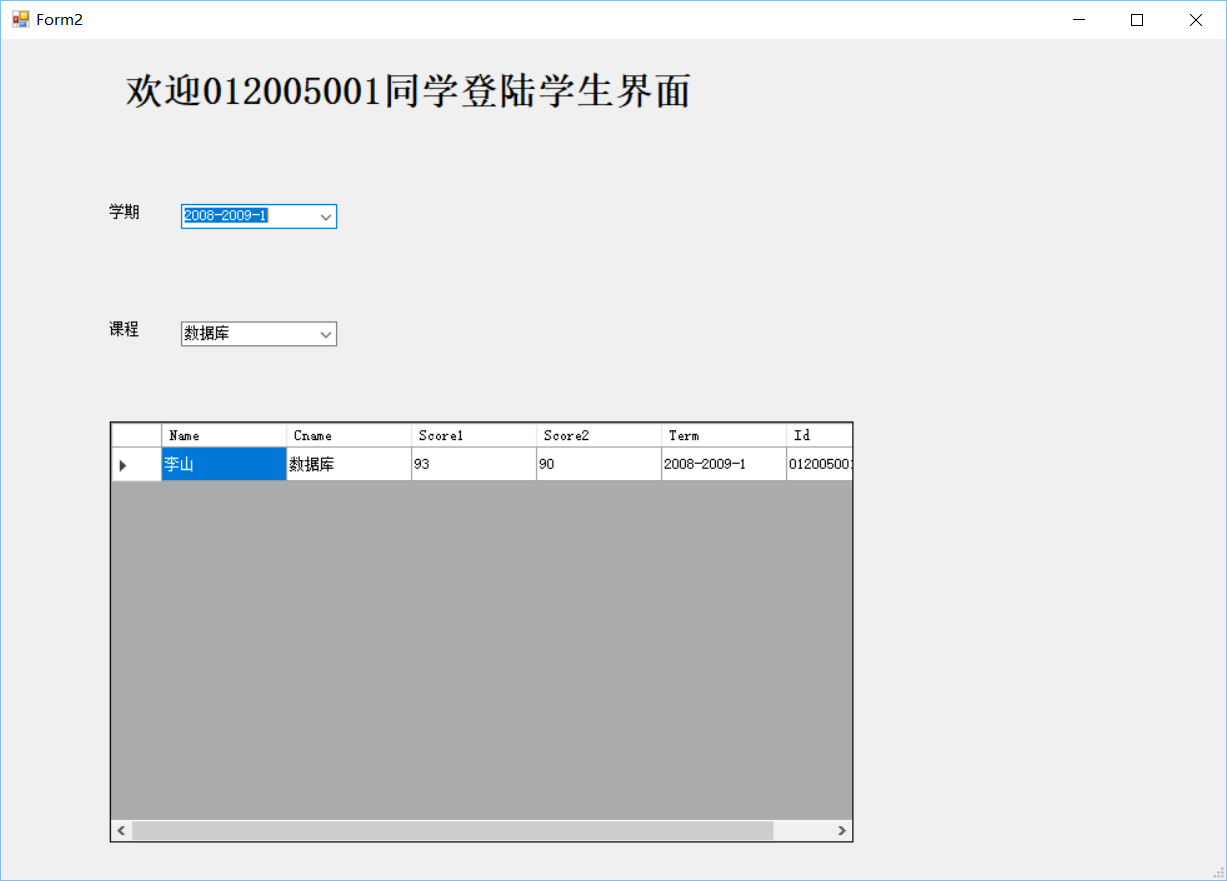 Form2
欢迎012005001同学登陆学生界面
学期 2008-2009-1
课程 数据库
Name Cname Score1 Score2 Term Id
李山 数据库 93 90 2008-2009-1 012005001